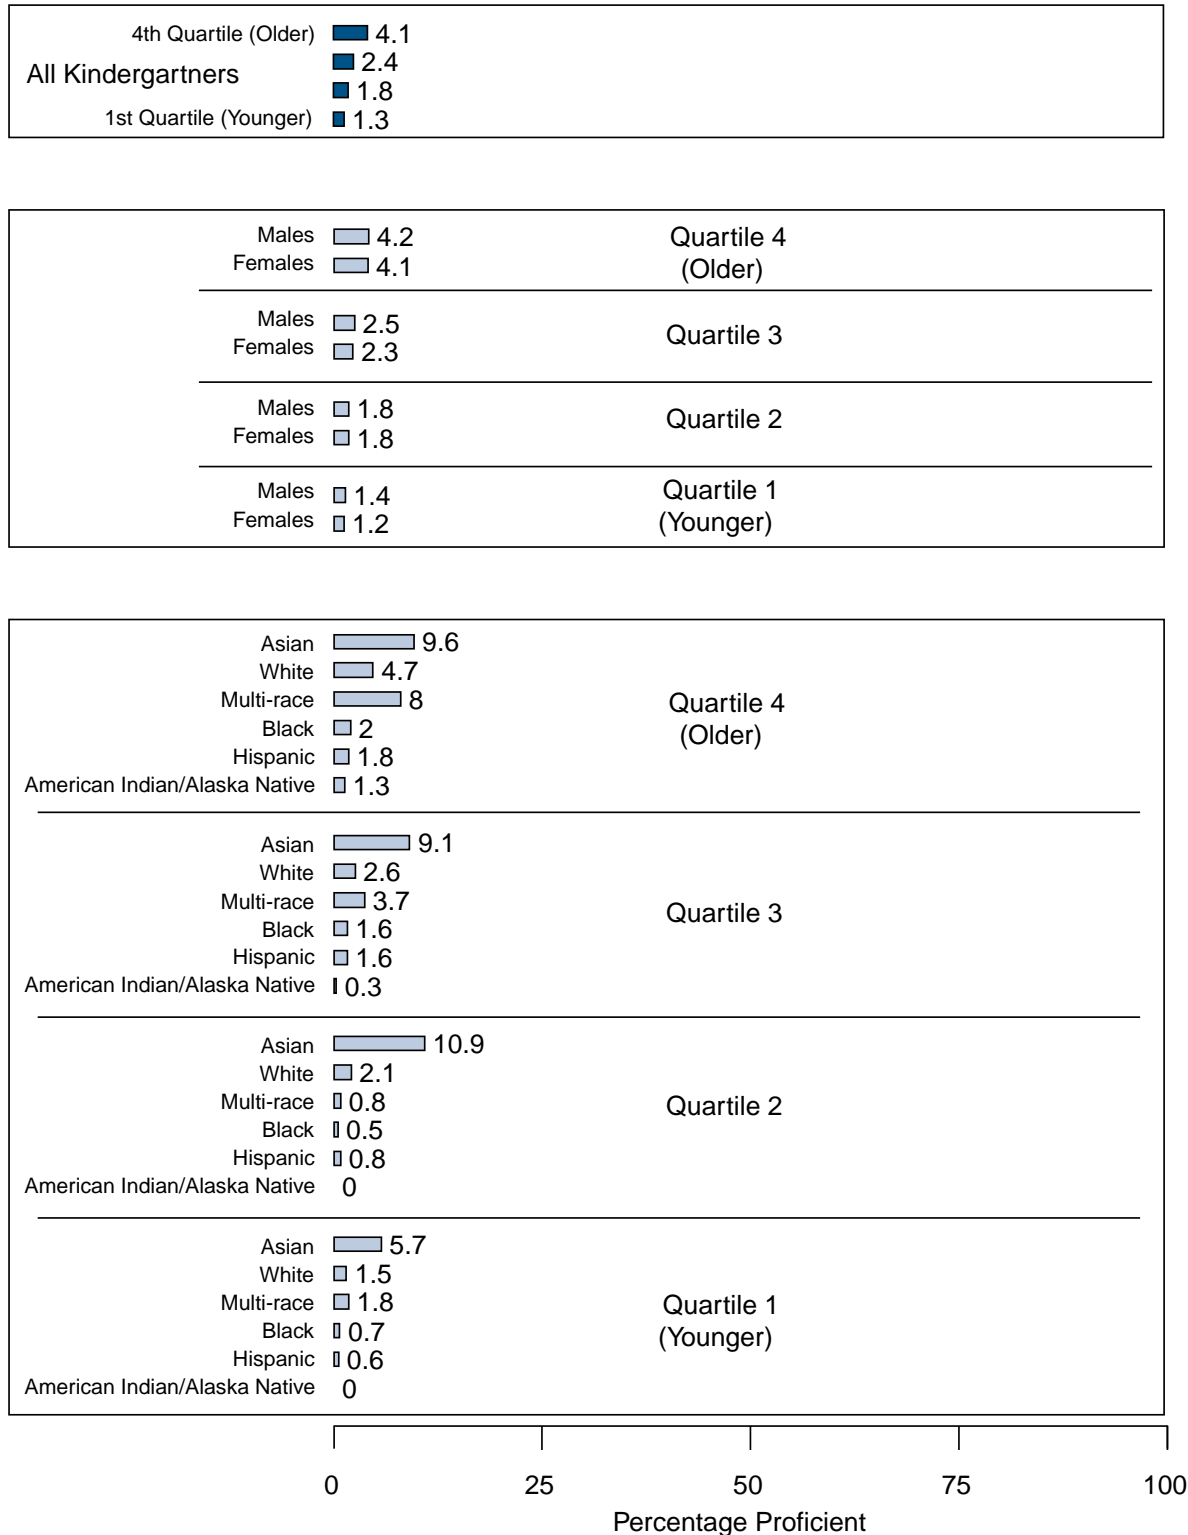 4th Quartile (Older) 4.1
2.4
All Kindergartners
1.8
1st Quartile (Younger) 1.3
Males 4.2
Females 4.1
Quartile 4
(Older)
Males 2.5
Females 2.3
Quartile 3
Males 1.8
Females 1.8
Quartile 2
Males 1.4
Females 1.2
Quartile 1
(Younger)
Asian 9.6
White 4.7
Multi-race 8
Black 2
Hispanic 1.8
American Indian/Alaska Native 1.3
Quartile 4
(Older)
Asian 9.1
White 2.6
Multi-race 3.7
Black 1.6
Hispanic 1.6
American Indian/Alaska Native 0.3
Quartile 3
Asian 10.9
White 2.1
Multi-race 0.8
Black 0.5
Hispanic 0.8
American Indian/Alaska Native 0
Quartile 2
Asian 5.7
White 1.5
Multi-race 1.8
Black 0.7
Hispanic 0.6
American Indian/Alaska Native 0
Quartile 1
(Younger)
0 25 50 75 100
Percentage Proficient